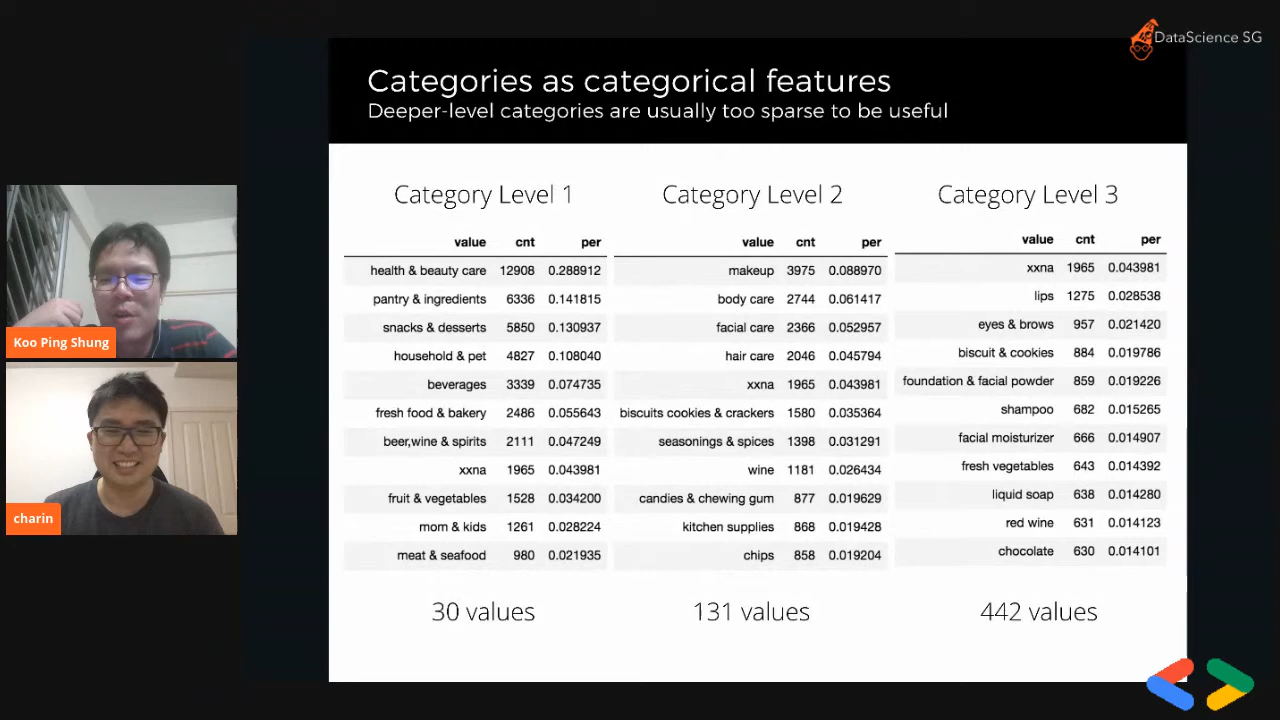 DataScience SG
Categories as categorical features
Deeper-level categories are usually too sparse to be useful
Category Level 1
value cnt per
health & beauty care 12908 0.288912
pantry & ingredients 6336 0.141815
snacks & desserts 5850 0.130937
household & pet 4827 0.108040
beverages 3339 0.074735
fresh food & bakery 2486 0.055643
beer,wine & spirits 2111 0.047249
xxna 1965 0.043981
fruit & vegetables 1528 0.034200
mom & kids 1261 0.028224
meat & seafood 980 0.021935
30 values
Category Level 2
value cnt per
makeup 3975 0.088970
body care 2744 0.061417
facial care 2366 0.052957
hair care 2046 0.045794
xxna 1965 0.043981
biscuits cookies & crackers 1580 0.035364
seasonings & spices 1398 0.031291
wine 1181 0.026434
candies & chewing gum 877 0.019629
kitchen supplies 868 0.019428
chips 858 0.019204
131 values
Category Level 3
value cnt per
xxna 1965 0.043981
lips 1275 0.028538
eyes & brows 957 0.021420
biscuit & cookies 884 0.019786
foundation & facial powder 859 0.019226
shampoo 682 0.015265
facial moisturizer 666 0.014907
fresh vegetables 643 0.014392
liquid soap 638 0.014280
red wine 631 0.014123
chocolate 630 0.014101
442 values
Koo Ping Shung
charin